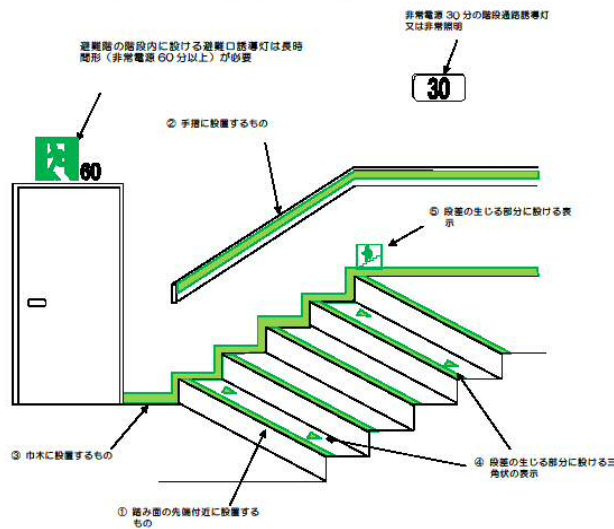 非常電源 30 分の階段通路誘導灯
又は非常照明
避難階の階段内に設ける避難口誘導灯は長時
間形（非常電源 60 分以上）が必要
30
② 手摺に設置するもの
60
⑤ 段差の生じる部分に設ける表
示
③ 巾木に設置するもの
④ 段差の生じる部分に設ける三
角状の表示
① 踏み面の先端付近に設置する
もの